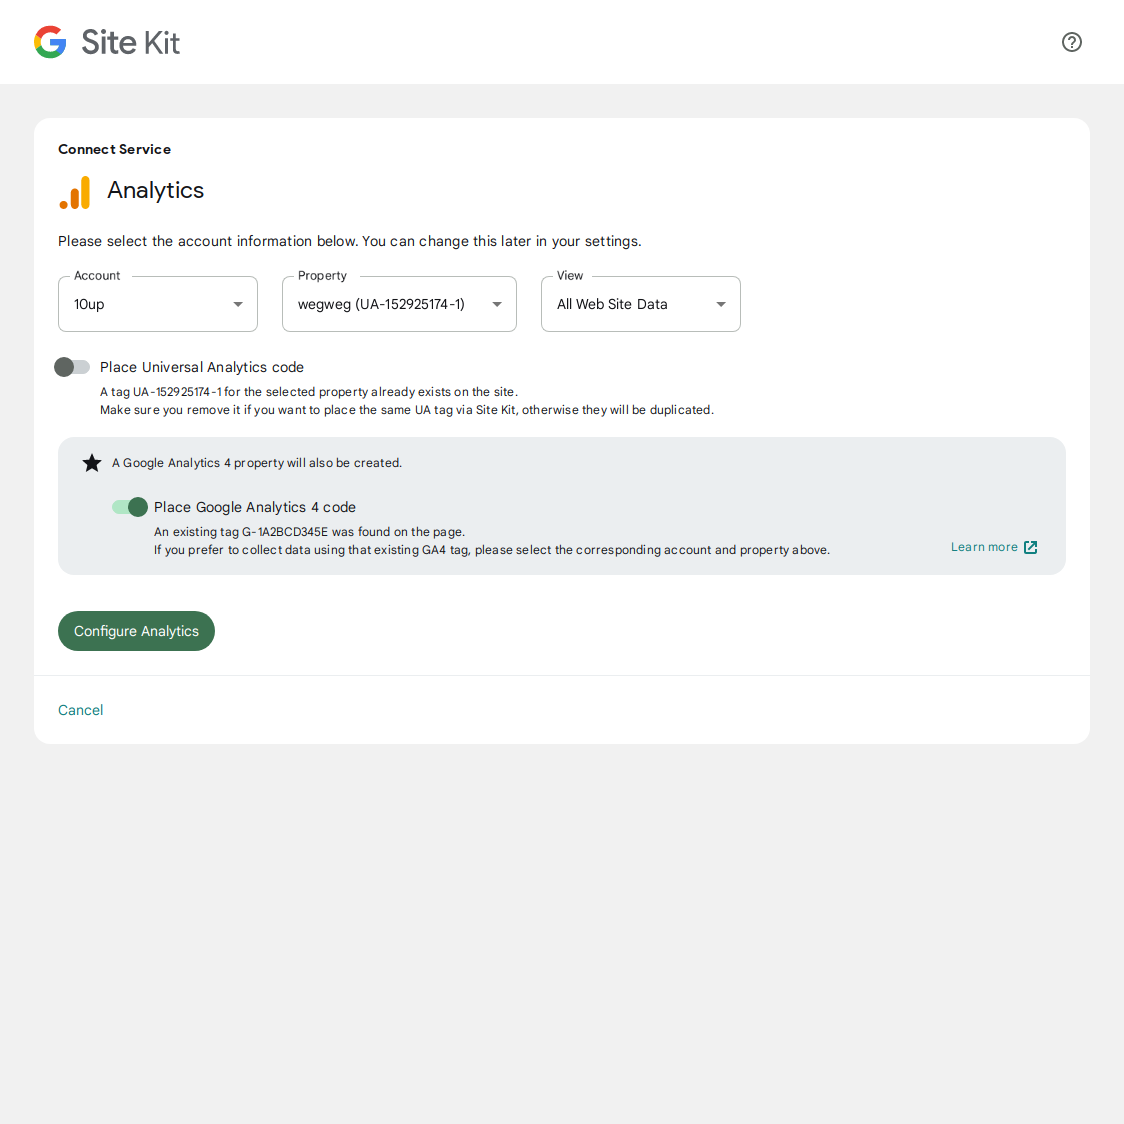 Site Kit
Connect Service
Analytics
Please select the account information below. You can change this later in your settings.
Account
10up
Property
wegweg (UA-152925174-1)
View
All Web Site Data
Place Universal Analytics code
A tag UA-152925174-1 for the selected property already exists on the site.
Make sure you remove it if you want to place the same UA tag via Site Kit, otherwise they will be duplicated.
A Google Analytics 4 property will also be created.
Place Google Analytics 4 code
An existing tag G-1A2BCD345E was found on the page.
If you prefer to collect data using that existing GA4 tag, please select the corresponding account and property above.
Learn more
Configure Analytics
Cancel